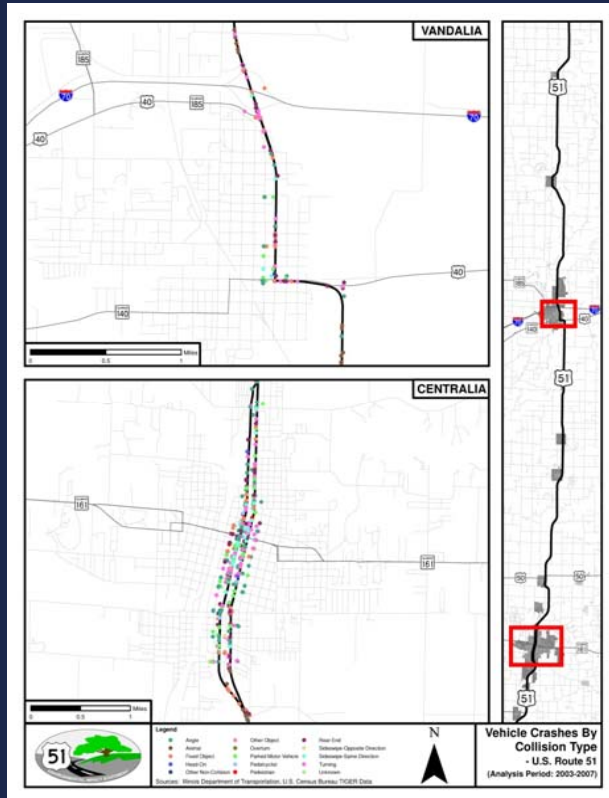 VANDALIA
185
70
40
185
70
40
40
140
0
0.5
1
Miles
CENTRALIA
161
161
0
0.5
1
Miles
51
185
70
70
40
140
51
50
50
161
51
51
Legend
Angle
Animal
Fixed Object
Head On
Other Non-Collision
Other Object
Overturn
Parked Motor Vehicle
Pedalcyclist
Pedestrian
Rear End
Sideswipe Opposite Direction
Sideswipe Same Direction
Turning
Unknown
Sources: Illinois Department of Transportation, U.S. Census Bureau TIGER Data
N
Vehicle Crashes By
Collision Type
- U.S. Route 51
(Analysis Period: 2003-2007)